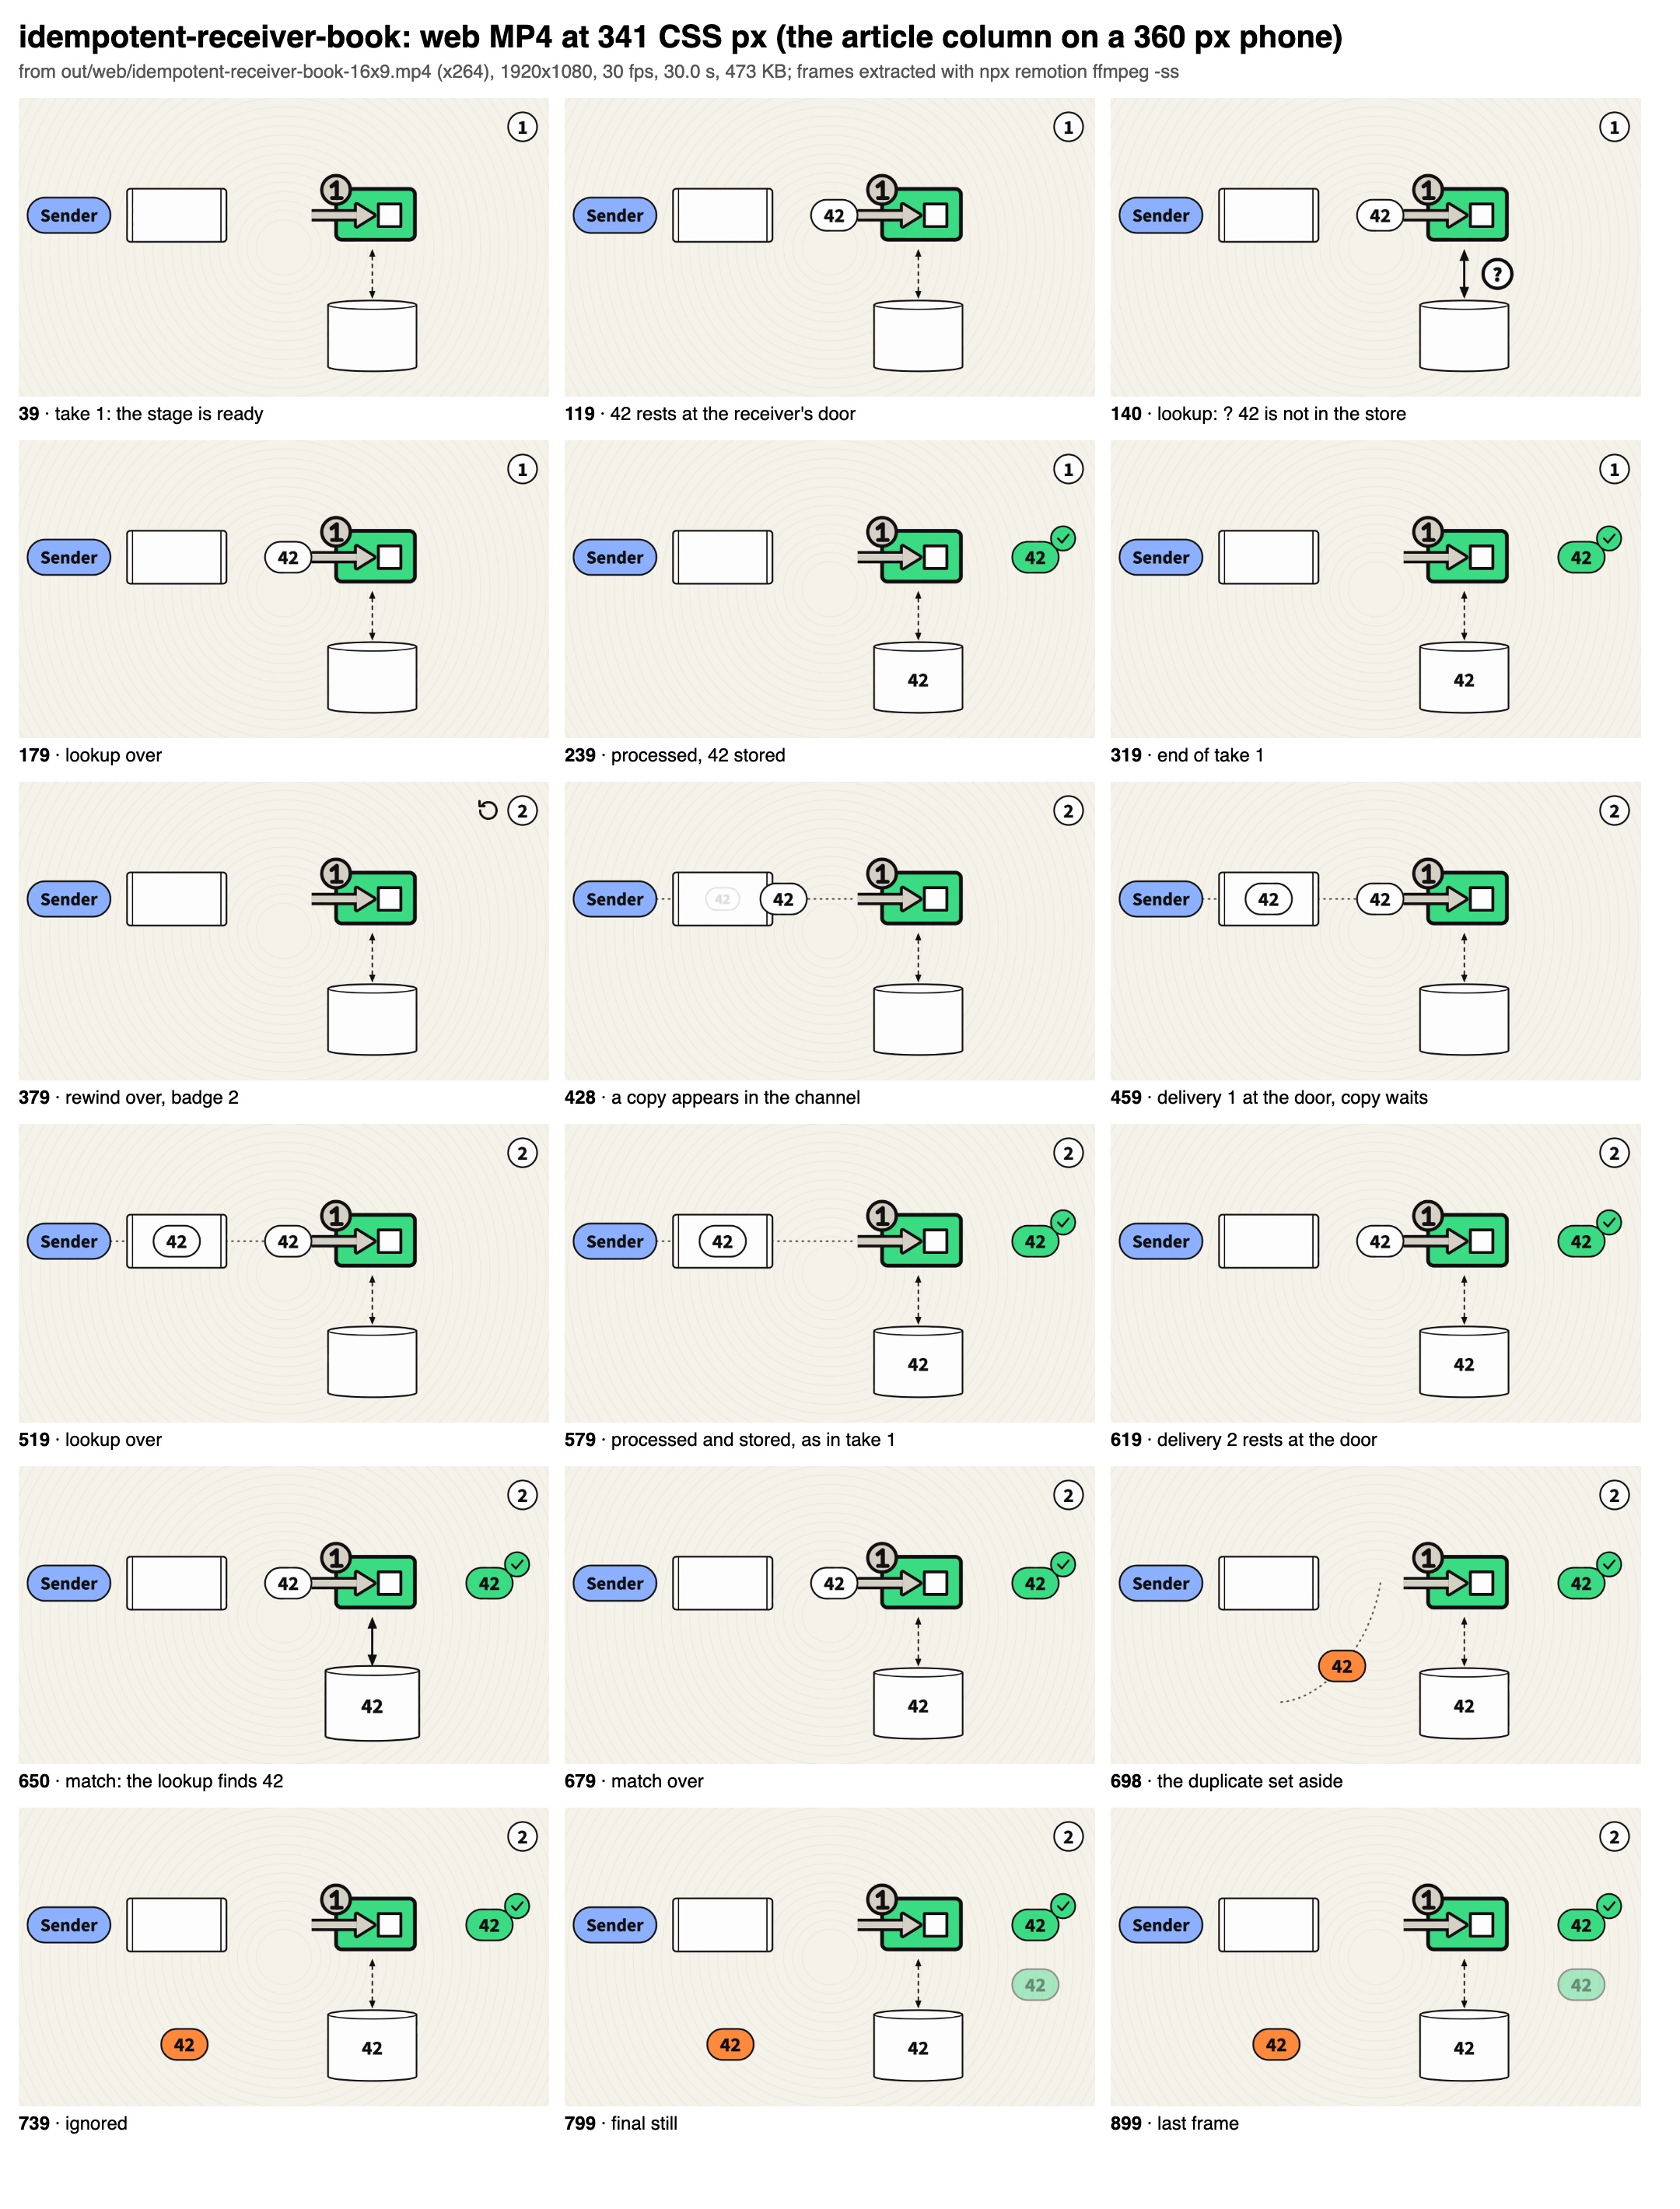 idempotent-receiver-book: web MP4 at 341 CSS px (the article column on a 360 px phone)
from out/web/idempotent-receiver-book-16x9.mp4 (x264), 1920x1080, 30 fps, 30.0 s, 473 KB; frames extracted with npx remotion ffmpeg -ss
1
1
Sender
39 · take 1: the stage is ready
1
1
Sender
42
119 · 42 rests at the receiver's door
1
1
Sender
42
?
140 · lookup: ? 42 is not in the store
1
1
Sender
42
179 · lookup over
1
1
Sender
42
42
239 · processed, 42 stored
1
1
Sender
42
42
319 · end of take 1
2
1
Sender
379 · rewind over, badge 2
2
1
Sender
42
42
428 · a copy appears in the channel
2
1
Sender
42
42
459 · delivery 1 at the door, copy waits
2
1
Sender
42
42
519 · lookup over
2
1
Sender
42
42
42
579 · processed and stored, as in take 1
2
1
Sender
42
42
42
619 · delivery 2 rests at the door
2
1
Sender
42
42
42
650 · match: the lookup finds 42
2
1
Sender
42
42
42
679 · match over
2
1
Sender
42
42
42
698 · the duplicate set aside
2
1
Sender
42
42
42
739 · ignored
2
1
Sender
42
42
42
42
799 · final still
2
1
Sender
42
42
42
42
899 · last frame